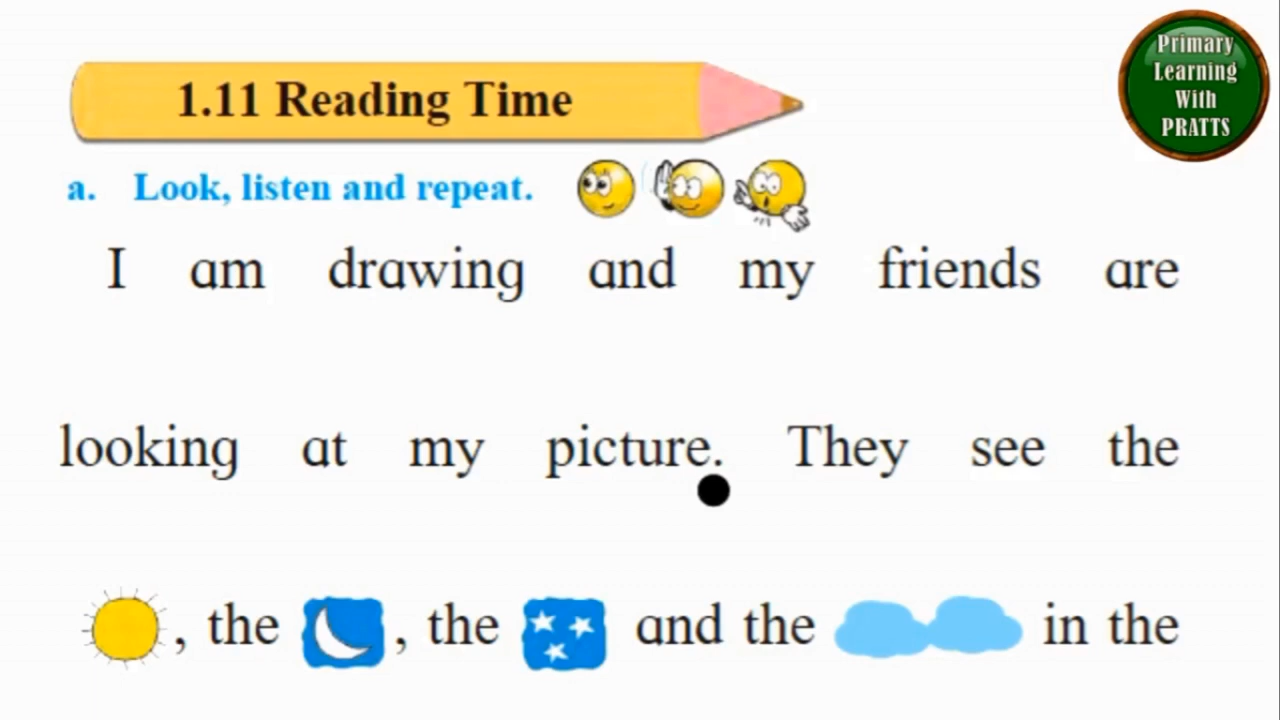 1.11 Reading Time
Primary
Learning
With
PRATTS
a. Look, listen and repeat.
I am drawing and my friends are
looking at my picture. They see the
, the , the and the in the